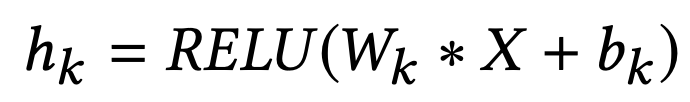 h_k = RELU(W_k * X + b_k)